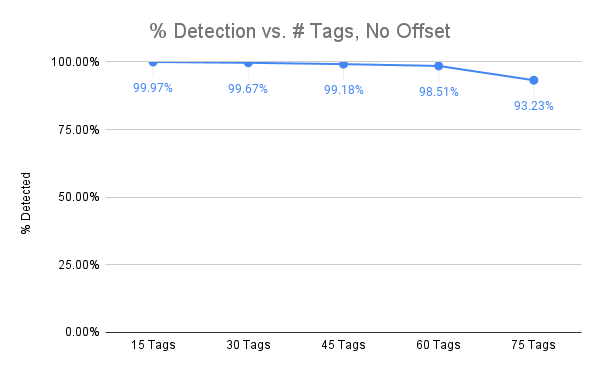 % Detection vs. # Tags, No Offset
100.00%
99.97%
99.67%
99.18%
98.51%
93.23%
75.00%
50.00%
25.00%
0.00%
% Detected
15 Tags
30 Tags
45 Tags
60 Tags
75 Tags